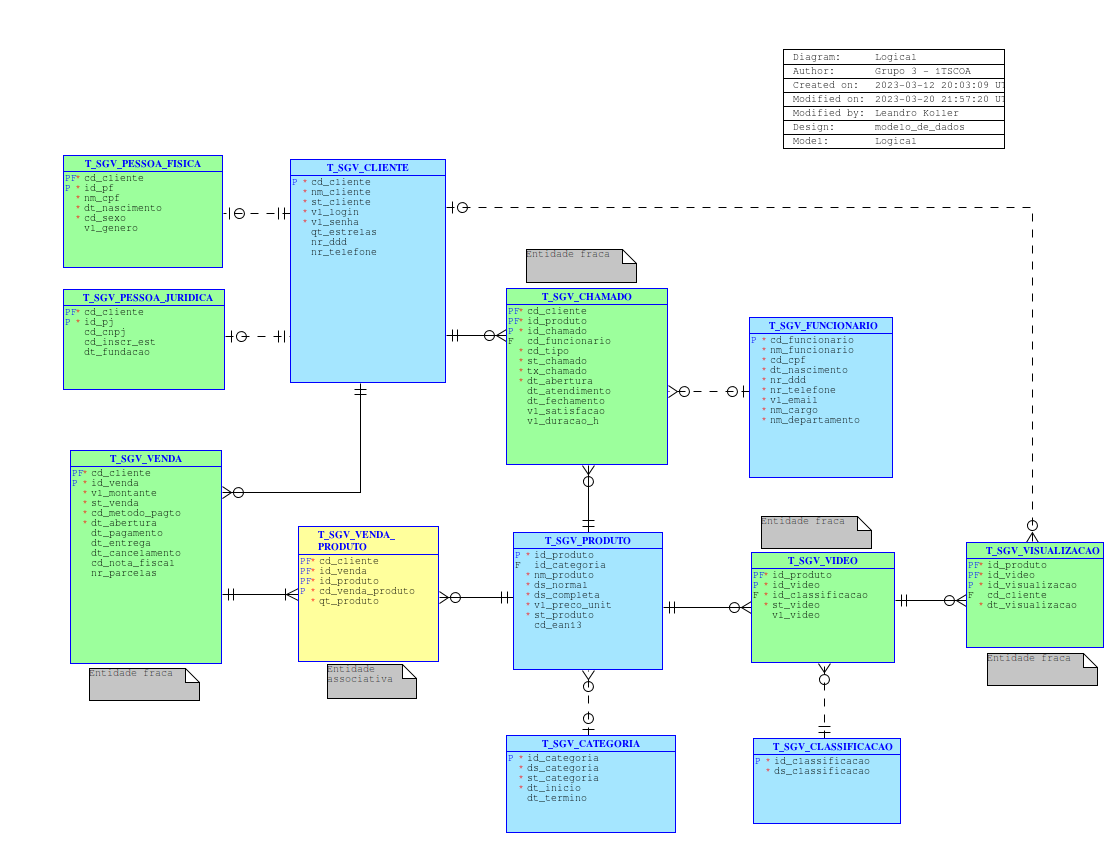 Diagram: Logical
Author: Grupo 3 - 1TSCOA
Created on: 2023-03-12 20:03:09 UT
Modified on: 2023-03-20 21:57:20 UT
Modified by: Leandro Koller
Design: modelo_de_dados
Model: Logical
T_SGV_PESSOA_FISICA
PF* cd_cliente
P * id_pf
* nm_cpf
* dt_nascimento
* cd_sexo
vl_genero
T_SGV_CLIENTE
P * cd_cliente
* nm_cliente
* st_cliente
* vl_login
* vl_senha
qt_estrelas
nr_ddd
nr_telefone
T_SGV_PESSOA_JURIDICA
PF* cd_cliente
P * id_pj
cd_cnpj
cd_inscr_est
dt_fundacao
Entidade fraca
T_SGV_CHAMADO
PF* cd_cliente
PF* id_produto
P * id_chamado
F cd_funcionario
* cd_tipo
* st_chamado
* tx_chamado
* dt_abertura
dt_atendimento
dt_fechamento
vl_satisfacao
vl_duracao_h
T_SGV_FUNCIONARIO
P * cd_funcionario
* nm_funcionario
* cd_cpf
* dt_nascimento
* nr_ddd
* nr_telefone
* vl_email
* nm_cargo
* nm_departamento
T_SGV_VENDA
PF* cd_cliente
P * id_venda
* vl_montante
* st_venda
* cd_metodo_pagto
* dt_abertura
dt_pagamento
dt_entrega
dt_cancelamento
cd_nota_fiscal
nr_parcelas
Entidade fraca
T_SGV_VENDA_
PRODUTO
PF* cd_cliente
PF* id_venda
PF* id_produto
P * cd_venda_produto
* qt_produto
Entidade
associativa
T_SGV_PRODUTO
P * id_produto
F id_categoria
* nm_produto
* ds_normal
* ds_completa
* vl_preco_unit
* st_produto
cd_ean13
Entidade fraca
T_SGV_VIDEO
PF* id_produto
P * id_video
F * id_classificacao
* st_video
vl_video
T_SGV_VISUALIZACAO
PF* id_produto
PF* id_video
P * id_visualizacao
F cd_cliente
* dt_visualizacao
Entidade fraca
T_SGV_CATEGORIA
P * id_categoria
* ds_categoria
* st_categoria
* dt_inicio
dt_termino
T_SGV_CLASSIFICACAO
P * id_classificacao
* ds_classificacao